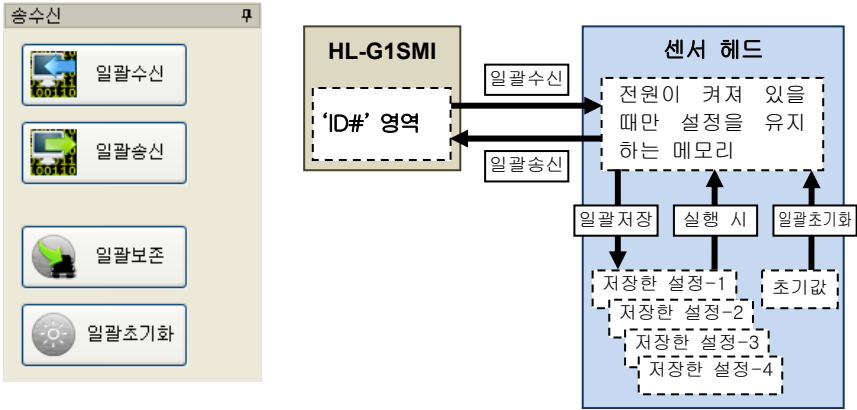 송수신
일괄수신
일괄송신
일괄보존
일괄초기화
HL-G1SMI
‘ID#’ 영역
일괄수신
일괄송신
센서 헤드
전원이 켜져 있을
때만 설정을 유지
하는 메모리
일괄저장
실행 시
일괄초기화
저장한 설정-1
저장한 설정-2
저장한 설정-3
저장한 설정-4
초기값